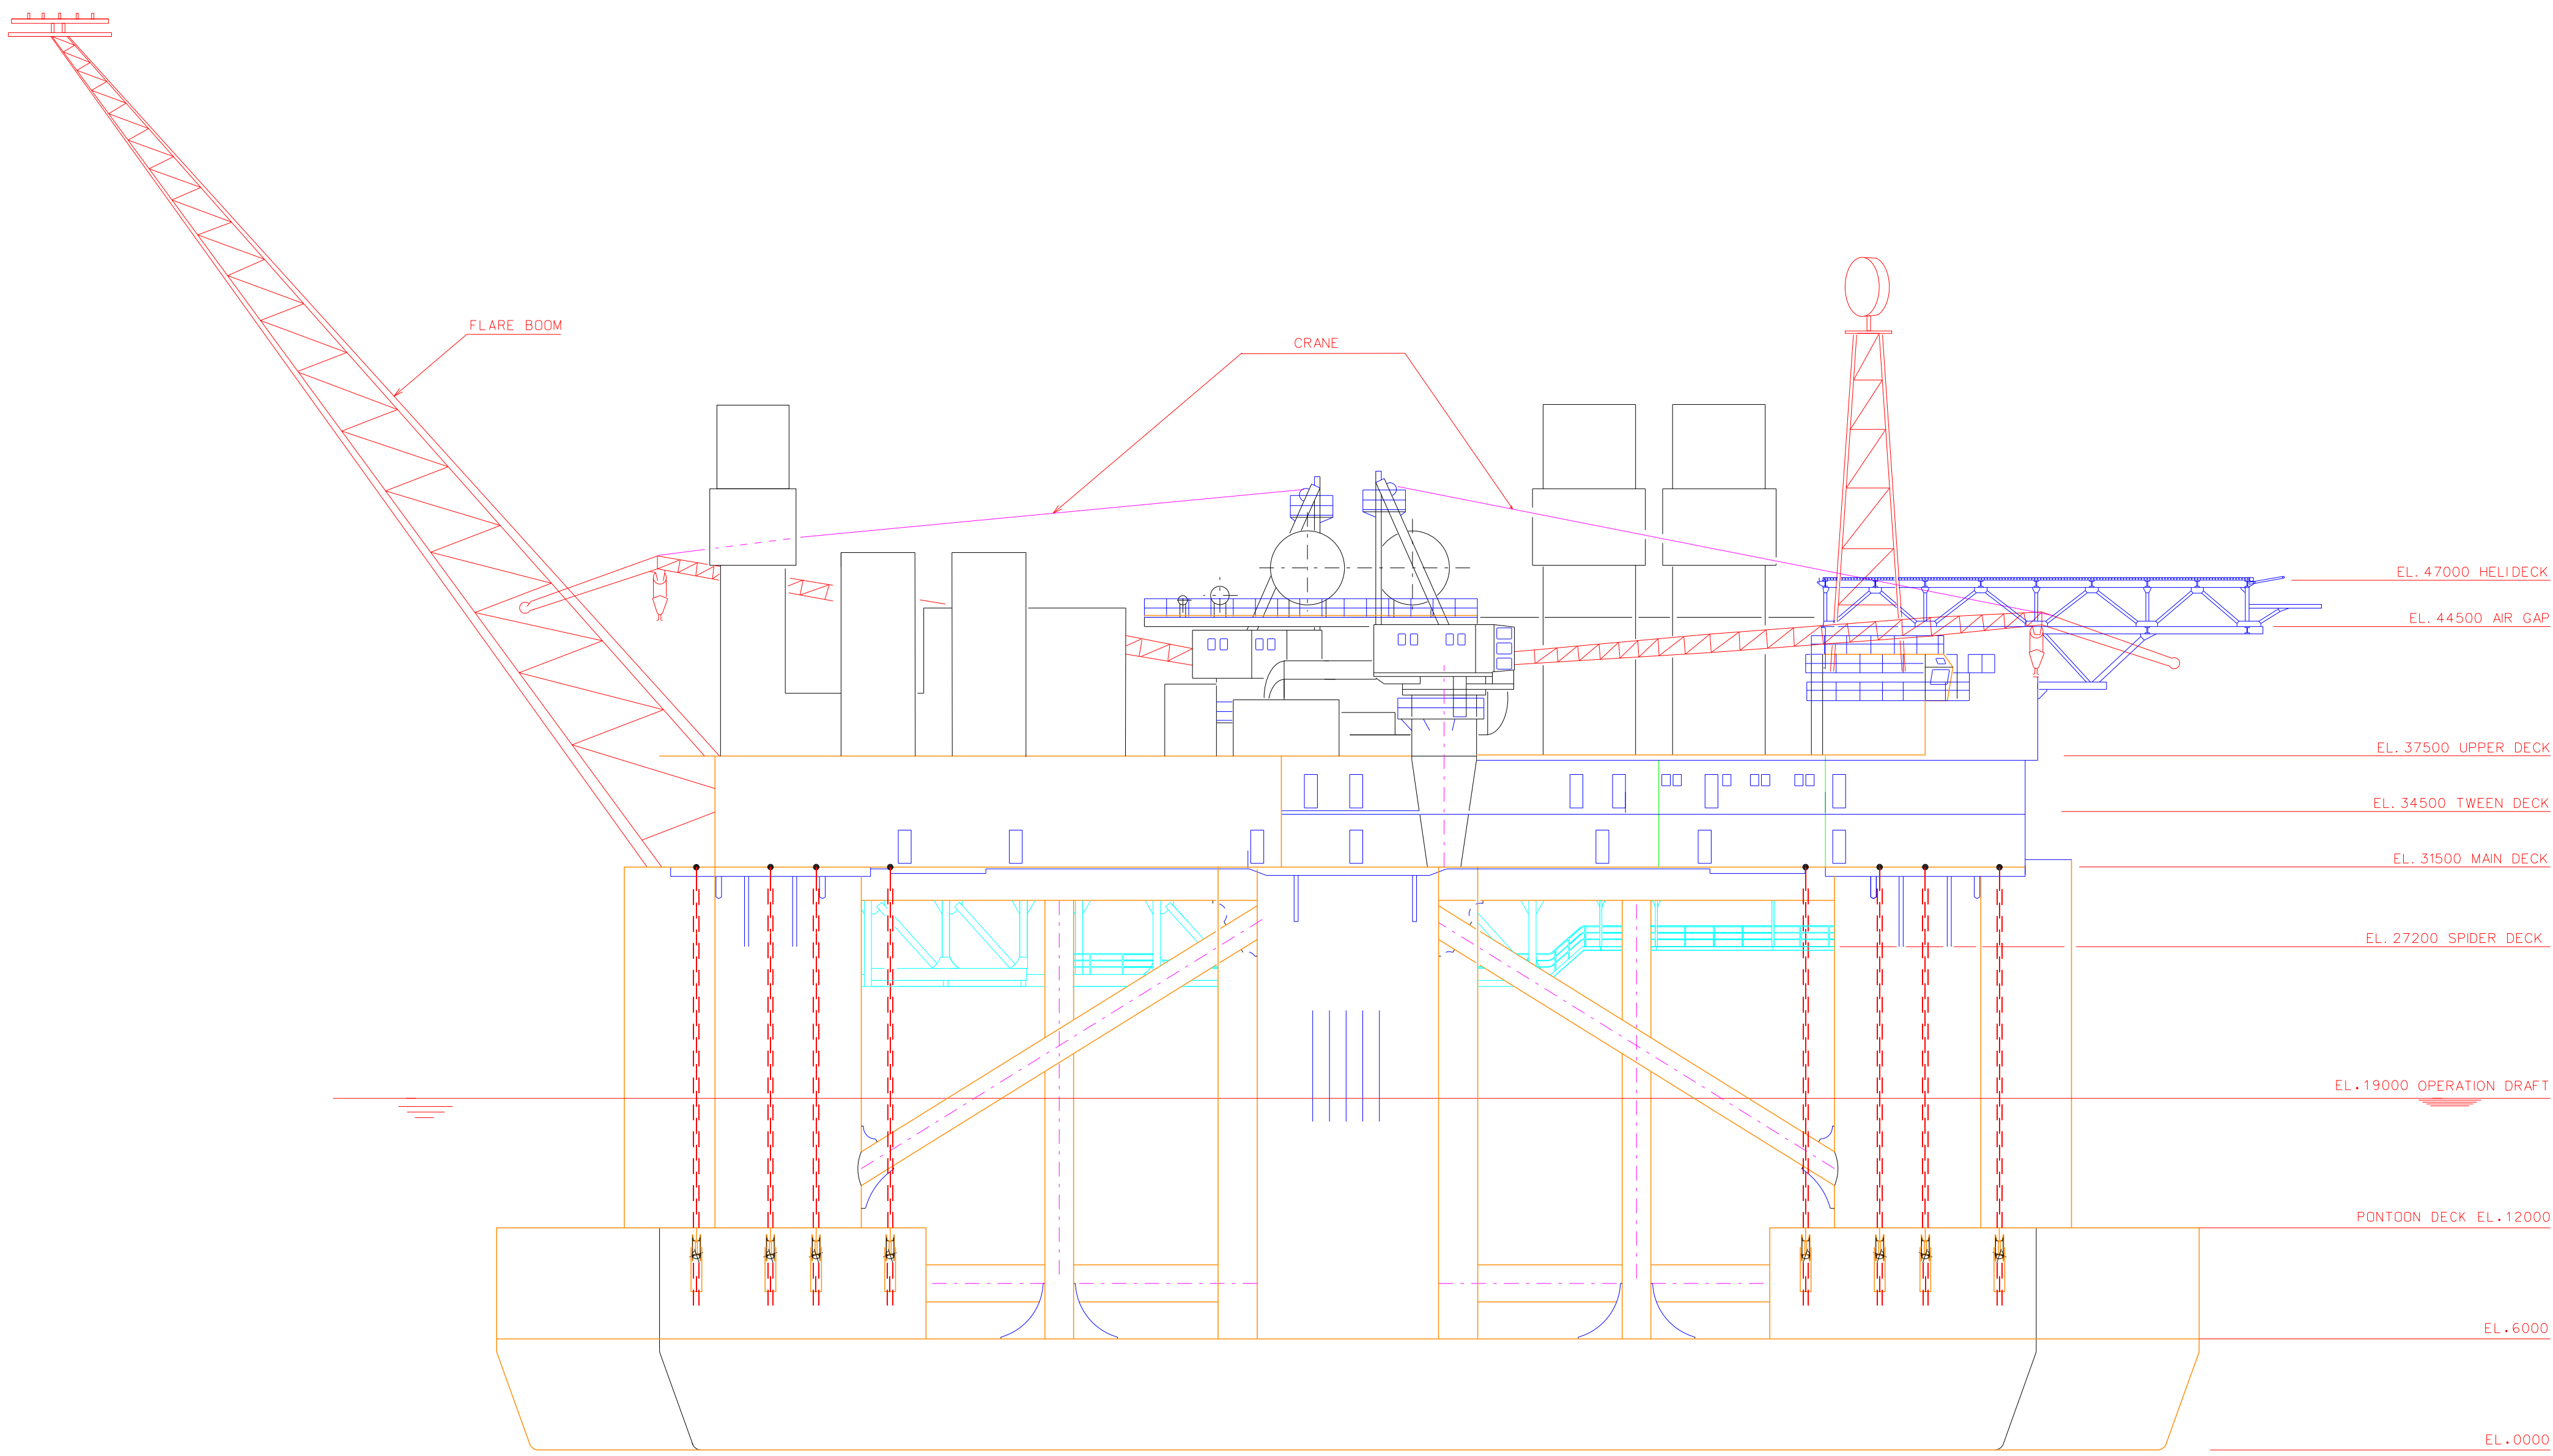 FLARE BOOM
CRANE
EL.47000 HELIDECK
EL.44500 AIR GAP
EL.37500 UPPER DECK
EL.34500 TWEEN DECK
EL.31500 MAIN DECK
EL.27200 SPIDER DECK
EL.19000 OPERATION DRAFT
PONTOON DECK EL.12000
EL.6000
EL.0000